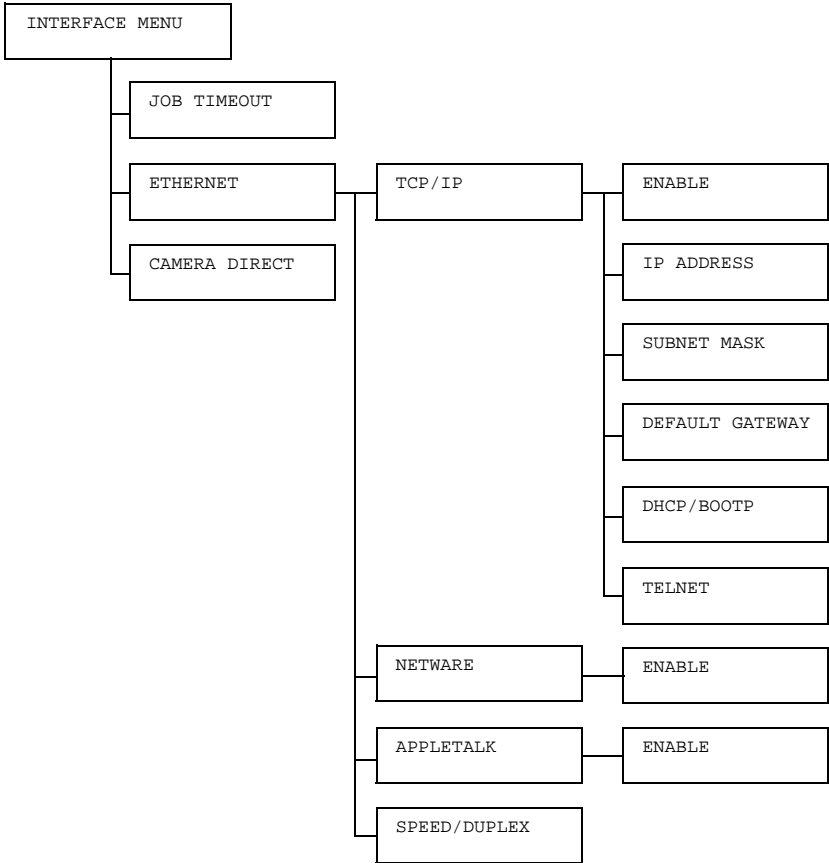 INTERFACE MENU
JOB TIMEOUT
ETHERNET
TCP/IP
ENABLE
CAMERA DIRECT
IP ADDRESS
SUBNET MASK
DEFAULT GATEWAY
DHCP/BOOTP
TELNET
NETWARE
ENABLE
APPLETALK
ENABLE
SPEED/DUPLEX